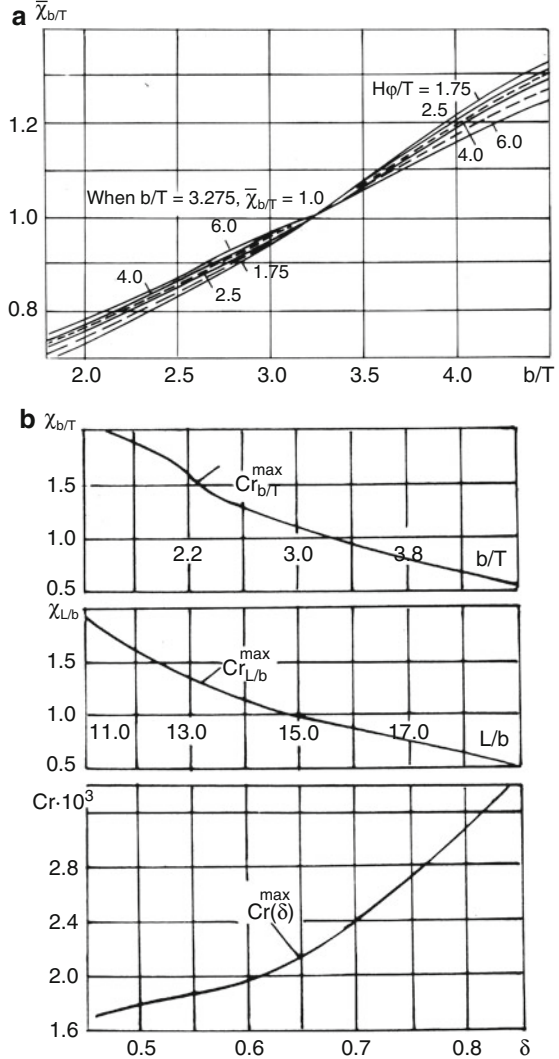 a χ̅b/T
Hφ/T = 1.75
2.5
1.2
4.0 6.0
When b/T = 3.275, χ̅b/T = 1.0
1.0
6.0
4.0 1.75
2.5
0.8
2.0 2.5 3.0 3.5 4.0 b/T
b χb/T
Cr max b/T
1.5
1.0
2.2 3.0 3.8 b/T
0.5
χL/b
1.5
Cr max L/b
1.0
11.0 13.0 15.0 17.0 L/b
0.5
Cr·10³
2.8
max
Cr(δ)
2.4
2.0
1.6
0.5 0.6 0.7 0.8 δ